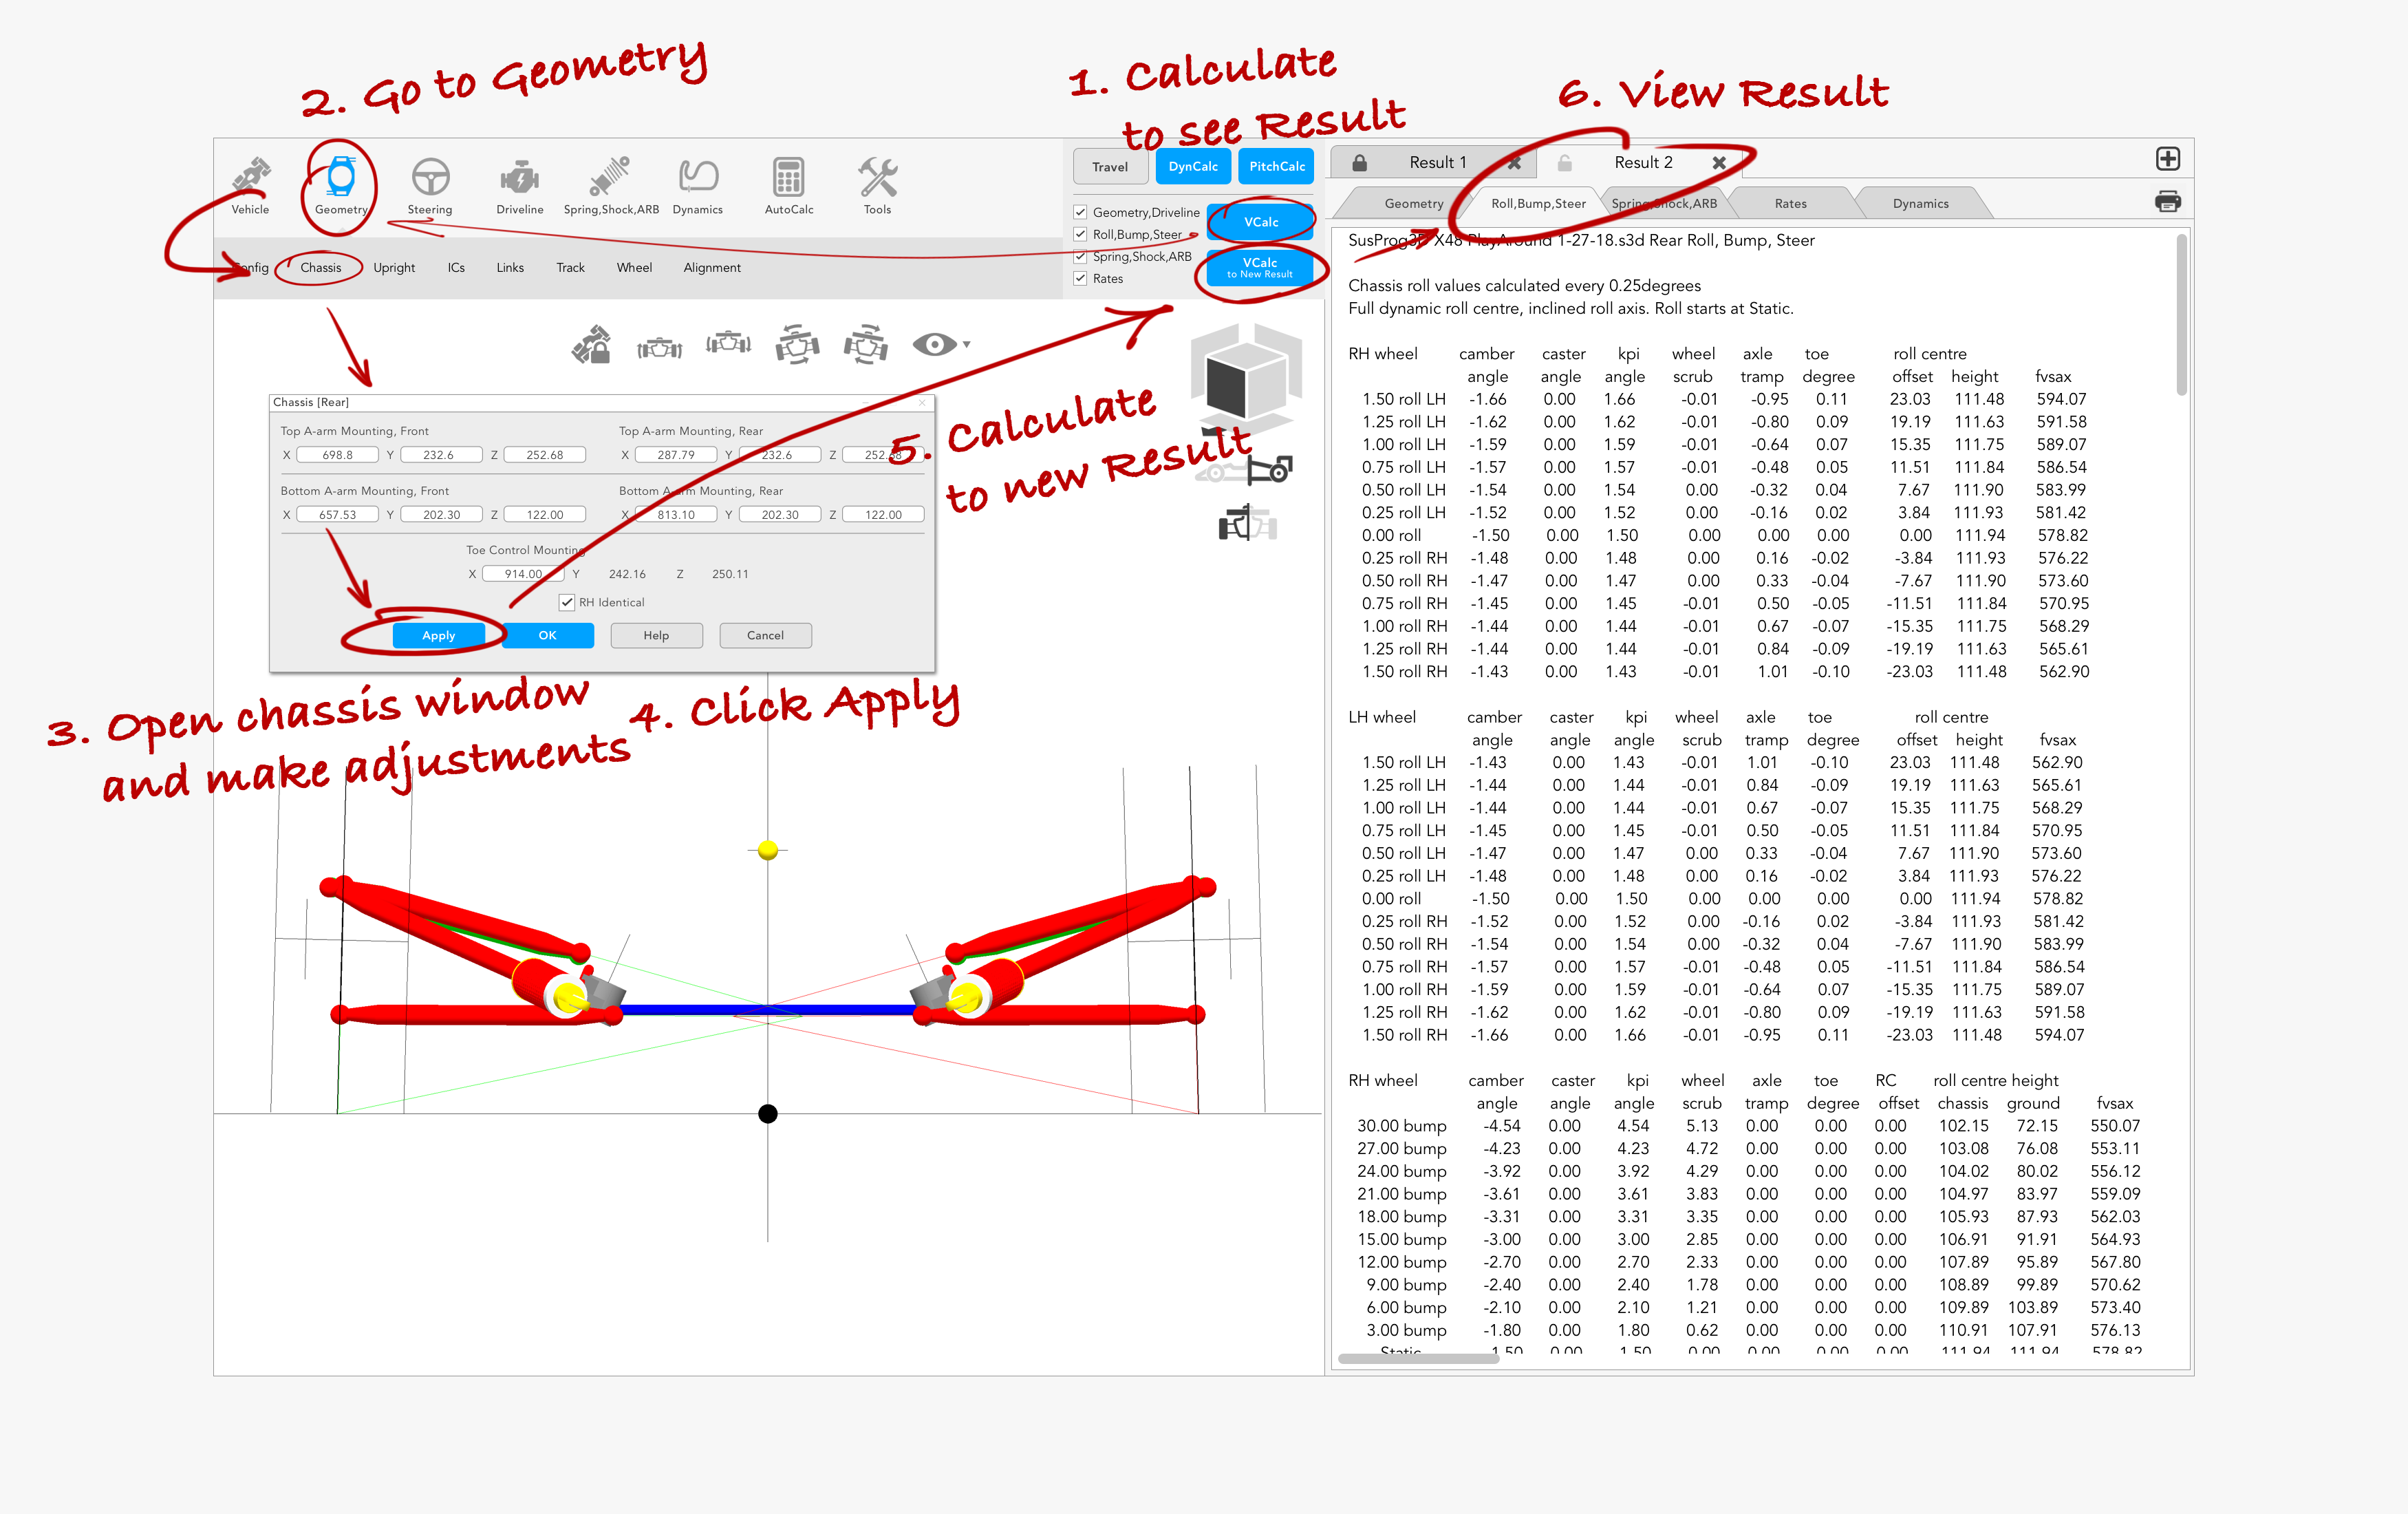 2. Go to Geometry
1. Calculate
to see Result
6. View Result
Vehicle Geometry Steering Driveline Spring,Shock,ARB Dynamics AutoCalc Tools
Config Chassis Upright ICs Links Track Wheel Alignment
Travel DynCalc PitchCalc
Geometry,Driveline
Roll,Bump,Steer
Spring,Shock,ARB
Rates
VCalc
VCalc
to New Result
Chassis [Rear]
Top A-arm Mounting, Front Top A-arm Mounting, Rear
X 698.8 Y 232.6 Z 252.68 X 287.79 Y 232.6 Z 252.68
Bottom A-arm Mounting, Front Bottom A-arm Mounting, Rear
X 657.53 Y 202.30 Z 122.00 X 813.10 Y 202.30 Z 122.00
Toe Control Mounting
X 914.00 Y 242.16 Z 250.11
RH Identical
Apply OK Help Cancel
5. Calculate
to new Result
3. Open chassis window
and make adjustments
4. Click Apply
Result 1 Result 2
Geometry Roll,Bump,Steer Spring,Shock,ARB Rates Dynamics
SusProg3D X48 PlayAround 1-27-18.s3d Rear Roll, Bump, Steer
Chassis roll values calculated every 0.25degrees
Full dynamic roll centre, inclined roll axis. Roll starts at Static.
RH wheel camber caster kpi wheel axle toe roll centre
angle angle angle scrub tramp degree offset height fvsax
1.50 roll LH -1.66 0.00 1.66 -0.01 -0.95 0.11 23.03 111.48 594.07
1.25 roll LH -1.62 0.00 1.62 -0.01 -0.80 0.09 19.19 111.63 591.58
1.00 roll LH -1.59 0.00 1.59 -0.01 -0.64 0.07 15.35 111.75 589.07
0.75 roll LH -1.57 0.00 1.57 -0.01 -0.48 0.05 11.51 111.84 586.54
0.50 roll LH -1.54 0.00 1.54 0.00 -0.32 0.04 7.67 111.90 583.99
0.25 roll LH -1.52 0.00 1.52 0.00 -0.16 0.02 3.84 111.93 581.42
0.00 roll -1.50 0.00 1.50 0.00 0.00 0.00 0.00 111.94 578.82
0.25 roll RH -1.48 0.00 1.48 0.00 0.16 -0.02 -3.84 111.93 576.22
0.50 roll RH -1.47 0.00 1.47 0.00 0.33 -0.04 -7.67 111.90 573.60
0.75 roll RH -1.45 0.00 1.45 -0.01 0.50 -0.05 -11.51 111.84 570.95
1.00 roll RH -1.44 0.00 1.44 -0.01 0.67 -0.07 -15.35 111.75 568.29
1.25 roll RH -1.44 0.00 1.44 -0.01 0.84 -0.09 -19.19 111.63 565.61
1.50 roll RH -1.43 0.00 1.43 -0.01 1.01 -0.10 -23.03 111.48 562.90
LH wheel camber caster kpi wheel axle toe roll centre
angle angle angle scrub tramp degree offset height fvsax
1.50 roll LH -1.43 0.00 1.43 -0.01 1.01 -0.10 23.03 111.48 562.90
1.25 roll LH -1.44 0.00 1.44 -0.01 0.84 -0.09 19.19 111.63 565.61
1.00 roll LH -1.44 0.00 1.44 -0.01 0.67 -0.07 15.35 111.75 568.29
0.75 roll LH -1.45 0.00 1.45 -0.01 0.50 -0.05 11.51 111.84 570.95
0.50 roll LH -1.47 0.00 1.47 0.00 0.33 -0.04 7.67 111.90 573.60
0.25 roll LH -1.48 0.00 1.48 0.00 0.16 -0.02 3.84 111.93 576.22
0.00 roll -1.50 0.00 1.50 0.00 0.00 0.00 0.00 111.94 578.82
0.25 roll RH -1.52 0.00 1.52 0.00 -0.16 0.02 -3.84 111.93 581.42
0.50 roll RH -1.54 0.00 1.54 0.00 -0.32 0.04 -7.67 111.90 583.99
0.75 roll RH -1.57 0.00 1.57 -0.01 -0.48 0.05 -11.51 111.84 586.54
1.00 roll RH -1.59 0.00 1.59 -0.01 -0.64 0.07 -15.35 111.75 589.07
1.25 roll RH -1.62 0.00 1.62 -0.01 -0.80 0.09 -19.19 111.63 591.58
1.50 roll RH -1.66 0.00 1.66 -0.01 -0.95 0.11 -23.03 111.48 594.07
RH wheel camber caster kpi wheel axle toe RC roll centre height
angle angle angle scrub tramp degree offset chassis ground fvsax
30.00 bump -4.54 0.00 4.54 5.13 0.00 0.00 0.00 102.15 72.15 550.07
27.00 bump -4.23 0.00 4.23 4.72 0.00 0.00 0.00 103.08 76.08 553.11
24.00 bump -3.92 0.00 3.92 4.29 0.00 0.00 0.00 104.02 80.02 556.12
21.00 bump -3.61 0.00 3.61 3.83 0.00 0.00 0.00 104.97 83.97 559.09
18.00 bump -3.31 0.00 3.31 3.35 0.00 0.00 0.00 105.93 87.93 562.03
15.00 bump -3.00 0.00 3.00 2.85 0.00 0.00 0.00 106.91 91.91 564.93
12.00 bump -2.70 0.00 2.70 2.33 0.00 0.00 0.00 107.89 95.89 567.80
9.00 bump -2.40 0.00 2.40 1.78 0.00 0.00 0.00 108.89 99.89 570.62
6.00 bump -2.10 0.00 2.10 1.21 0.00 0.00 0.00 109.89 103.89 573.40
3.00 bump -1.80 0.00 1.80 0.62 0.00 0.00 0.00 110.91 107.91 576.13
Static -1.50 0.00 1.50 0.00 0.00 0.00 0.00 111.94 111.94 578.82